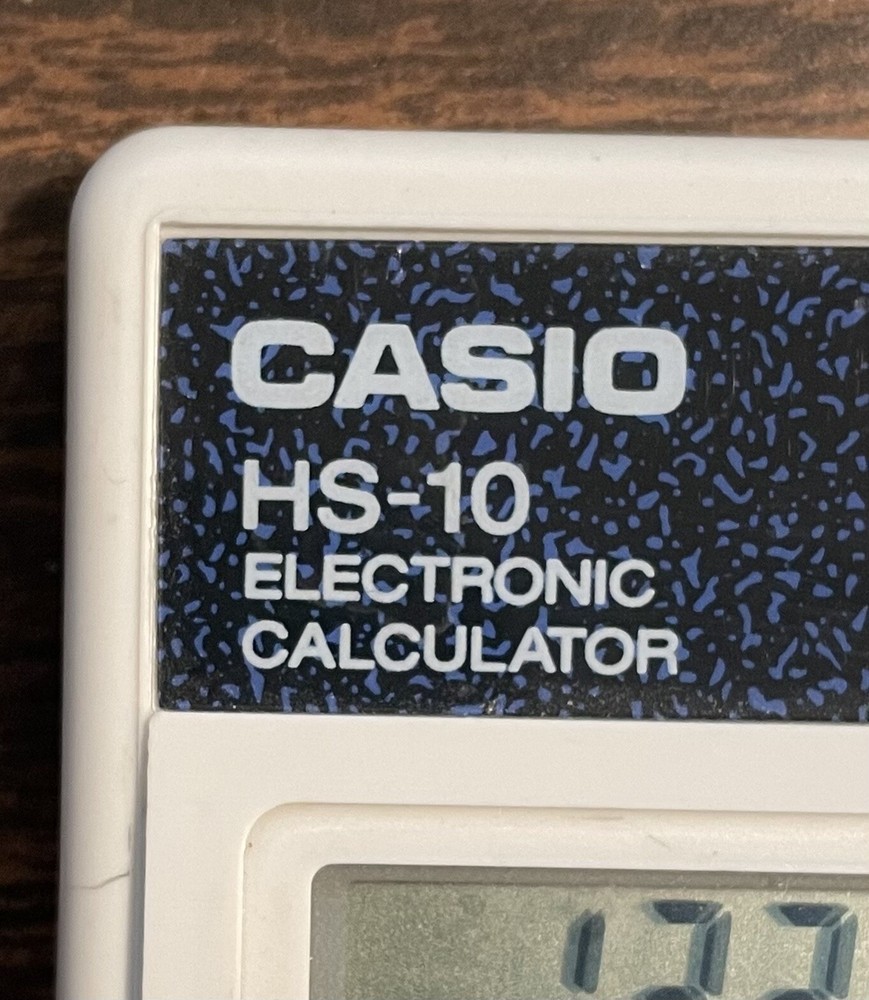 CASIO
HS-10
ELECTRONIC
CALCULATOR